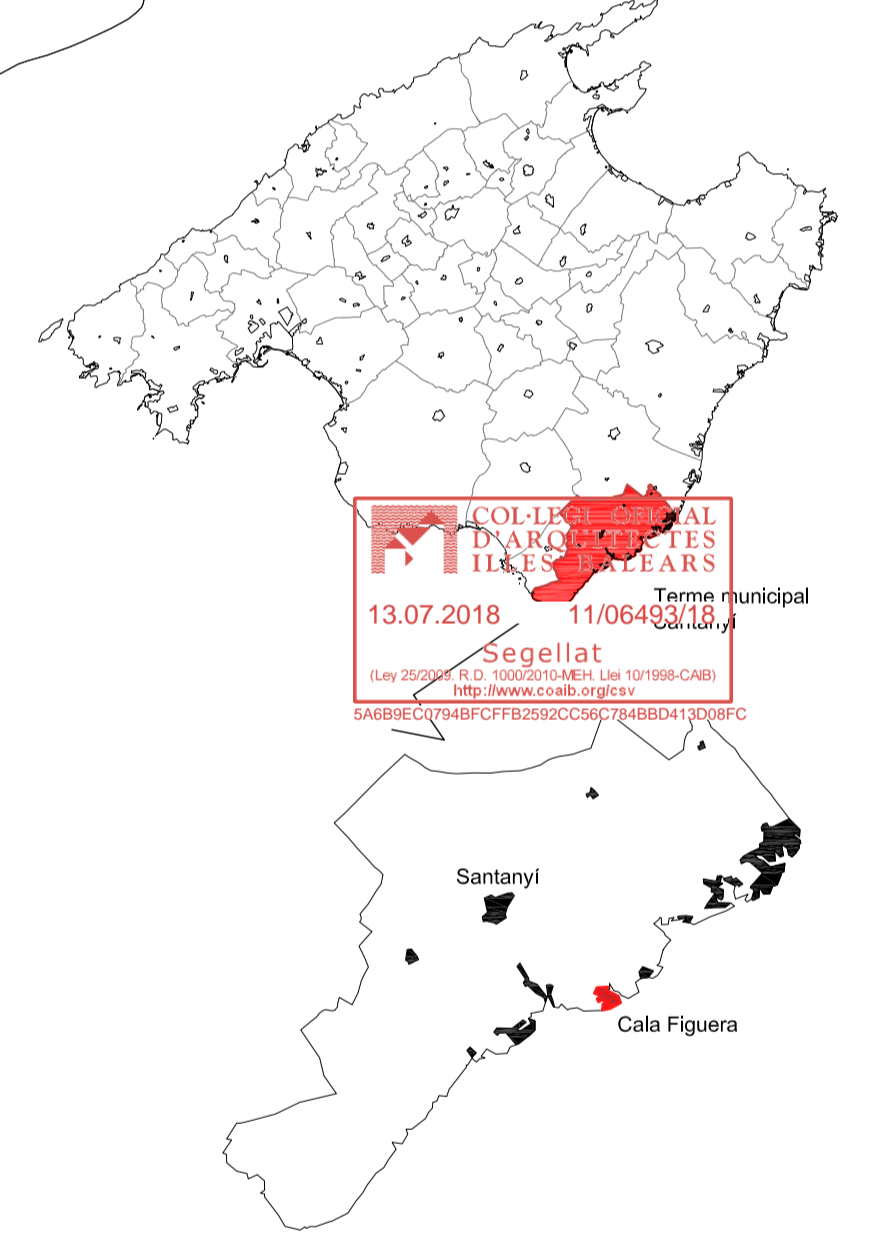 COL·LEGI OFICIAL
D'ARQUITECTES
ILLES BALEARS
Terme municipal
Santanyí
13.07.2018 11/06493/18
Segellat
(Ley 25/2009. R.D. 1000/2010-MEH. Llei 10/1998-CAIB)
http://www.coaib.org/csv
5A6B9EC0794BFCFFB2592CC56C784BBD413D08FC
Santanyí
Cala Figuera